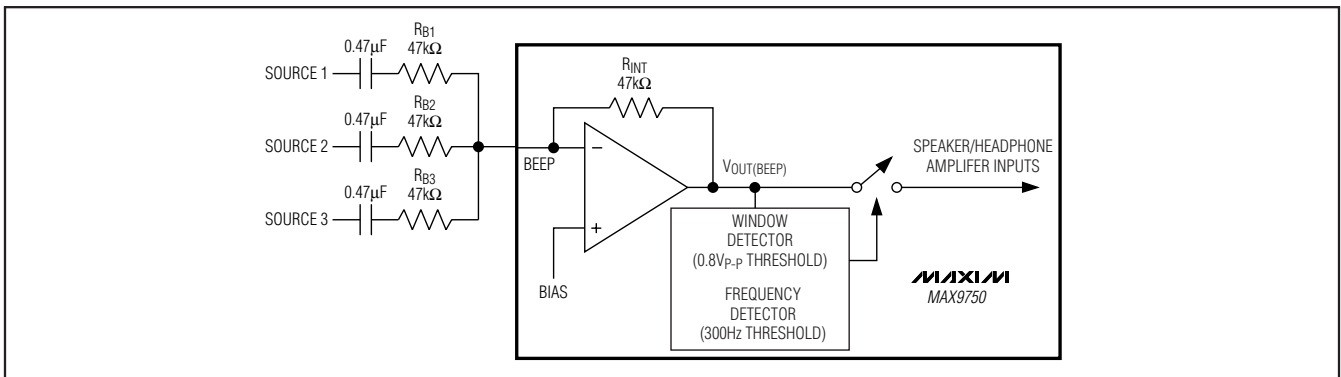 0.47µF
RB1
47kΩ
SOURCE 1
0.47µF
RB2
47kΩ
SOURCE 2
0.47µF
RB3
47kΩ
SOURCE 3
RINT
47kΩ
BEEP
−
+
BIAS
VOUT(BEEP)
WINDOW
DETECTOR
(0.8VP-P THRESHOLD)
FREQUENCY
DETECTOR
(300Hz THRESHOLD)
SPEAKER/HEADPHONE
AMPLIFER INPUTS
MAXIM
MAX9750